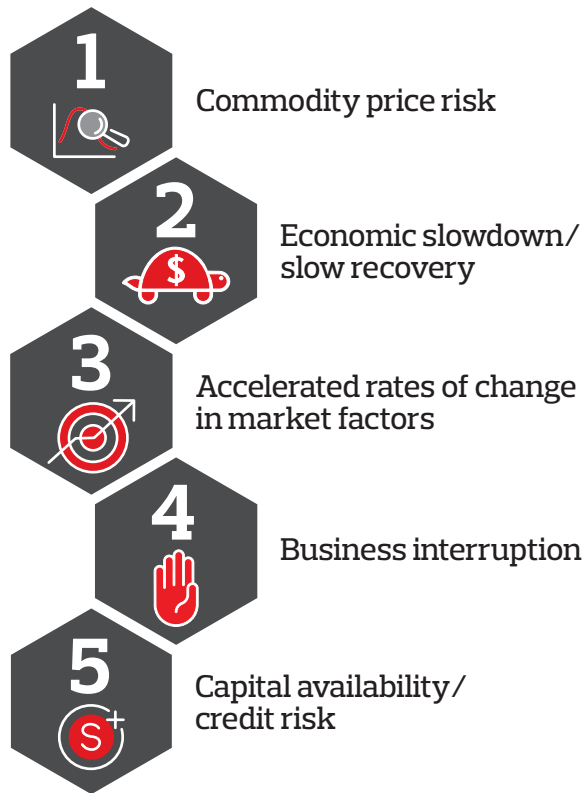 1
Commodity price risk
2
$
Economic slowdown/
slow recovery
3
Accelerated rates of change
in market factors
4
Business interruption
5
S+
Capital availability/
credit risk